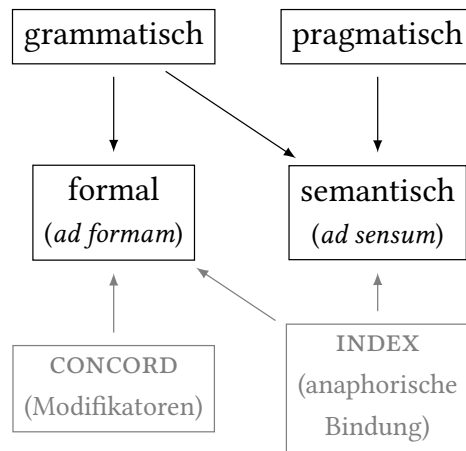 grammatisch
pragmatisch
formal
(ad formam)
semantisch
(ad sensum)
CONCORD
(Modifikatoren)
INDEX
(anaphorische
Bindung)